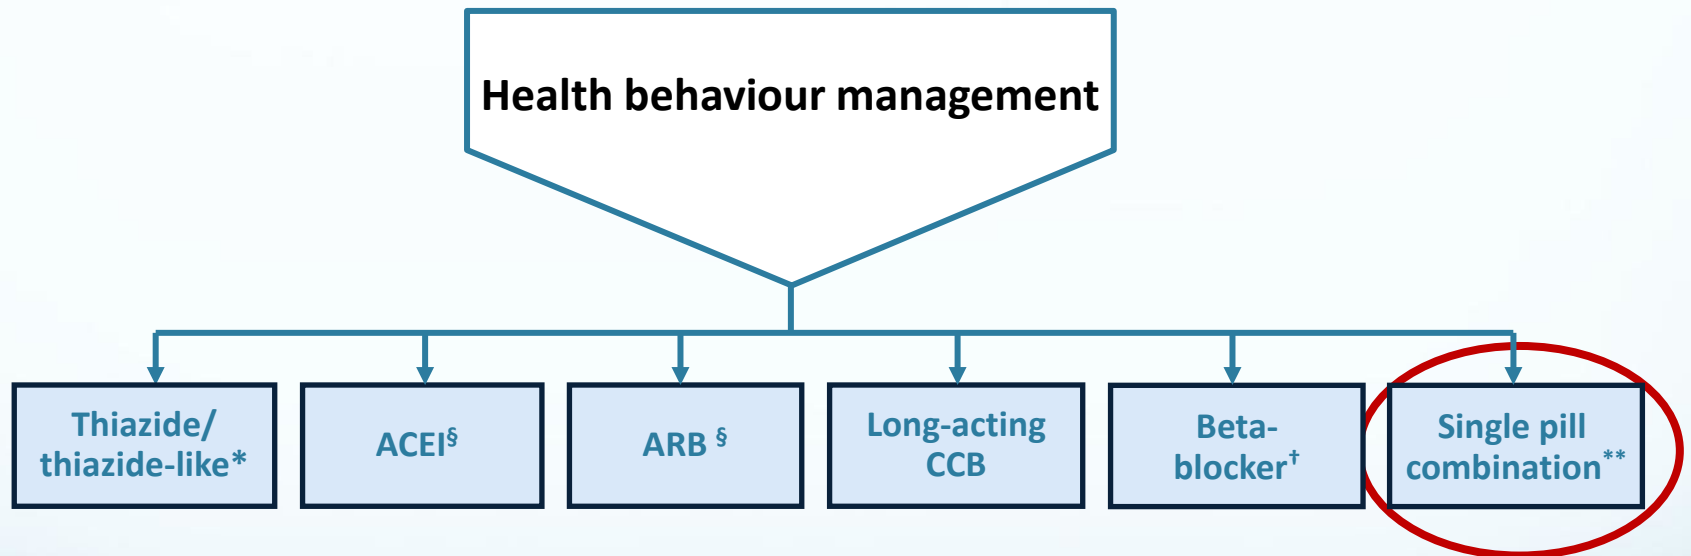 Health behaviour management
Thiazide/
thiazide-like*
ACEI§
ARB §
Long-acting
CCB
Beta-
blocker†
Single pill
combination**